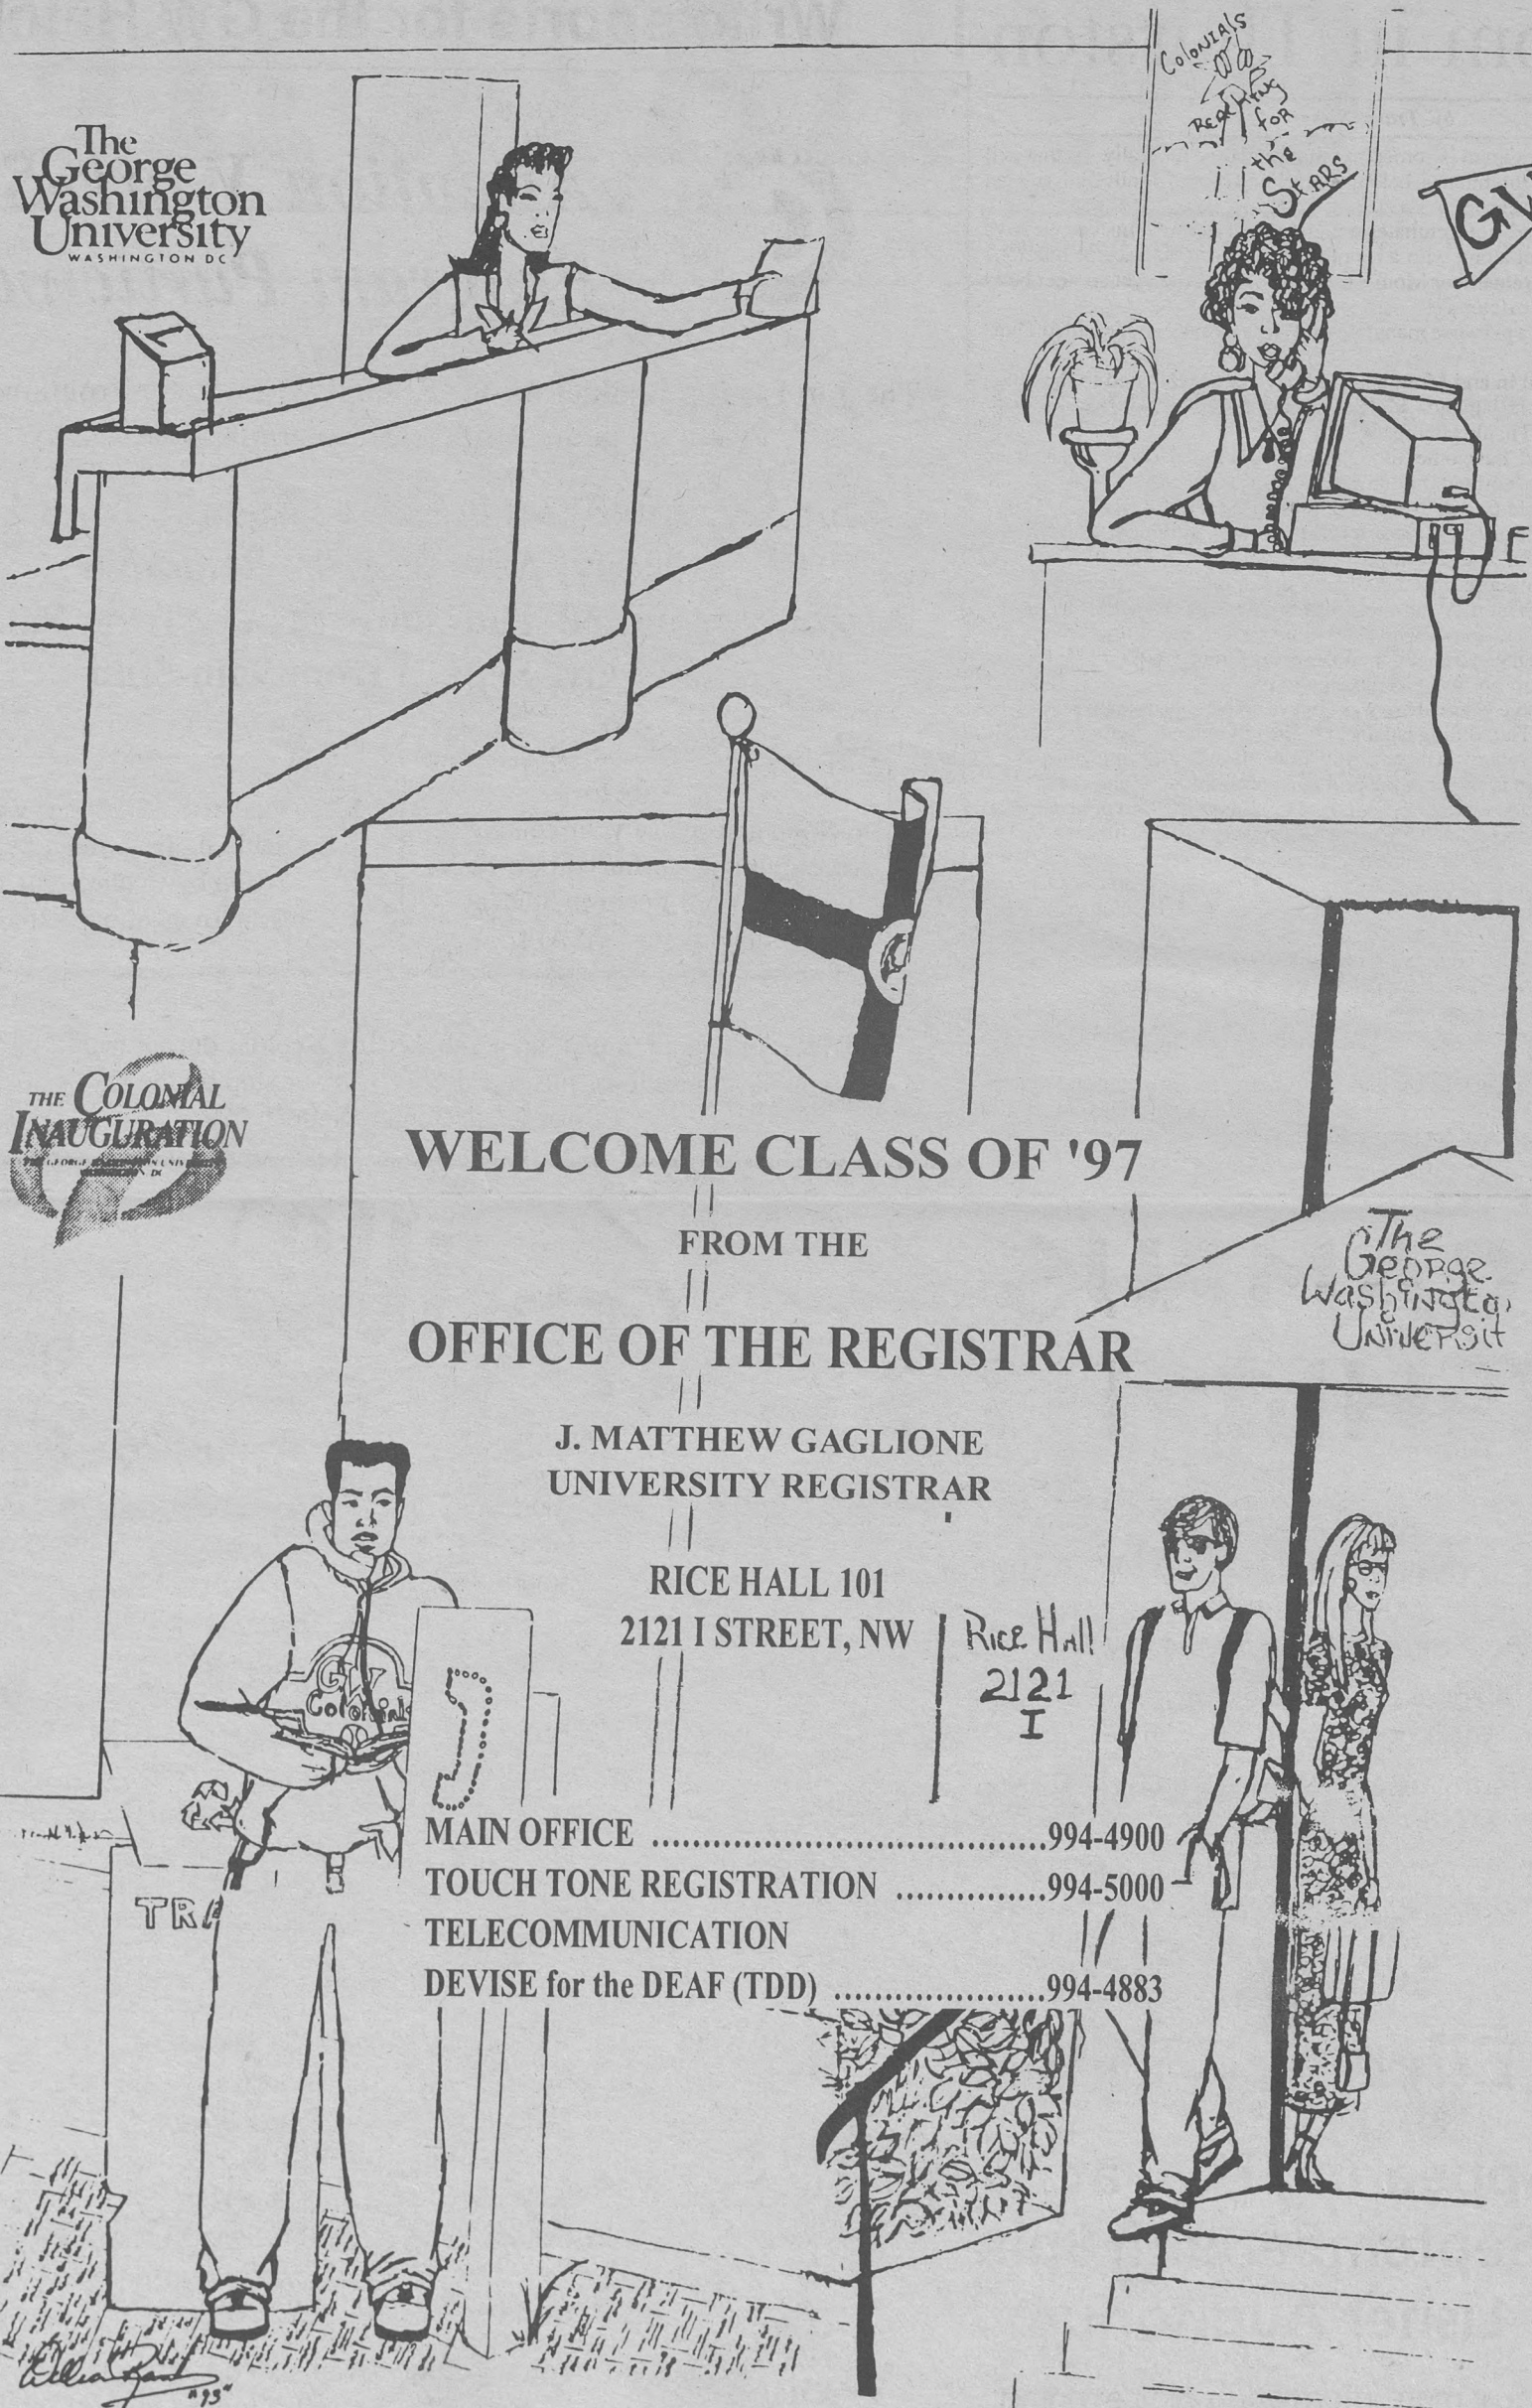 The
George
Washington
University
WASHINGTON DC
Colonials
REACHING
for
the
STARS
THE COLONIAL
INAUGURATION
WELCOME CLASS OF '97
FROM THE
OFFICE OF THE REGISTRAR
J. MATTHEW GAGLIONE
UNIVERSITY REGISTRAR
RICE HALL 101
2121 I STREET, NW
The
George
Washingto
Universit
Rice Hall
2121
I
GW
Colonials
MAIN OFFICE ........................................994-4900
TOUCH TONE REGISTRATION ...............994-5000
TELECOMMUNICATION
DEVISE for the DEAF (TDD) .....................994-4883
TRA
"93"